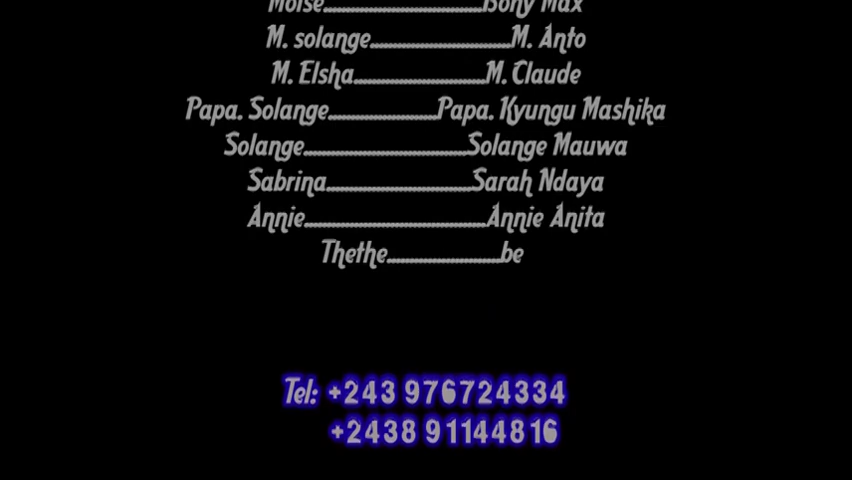 Moise........................Bony Max
M. solange........................M. Anto
M. Elsha........................M. Claude
Papa. Solange....................Papa. Kyungu Mashika
Solange..............................Solange Mauwa
Sabrina..........................Sarah Ndaya
Annie................................Annie Anita
Thethe....................be
Tel: +243 976724334
+2438 91144816